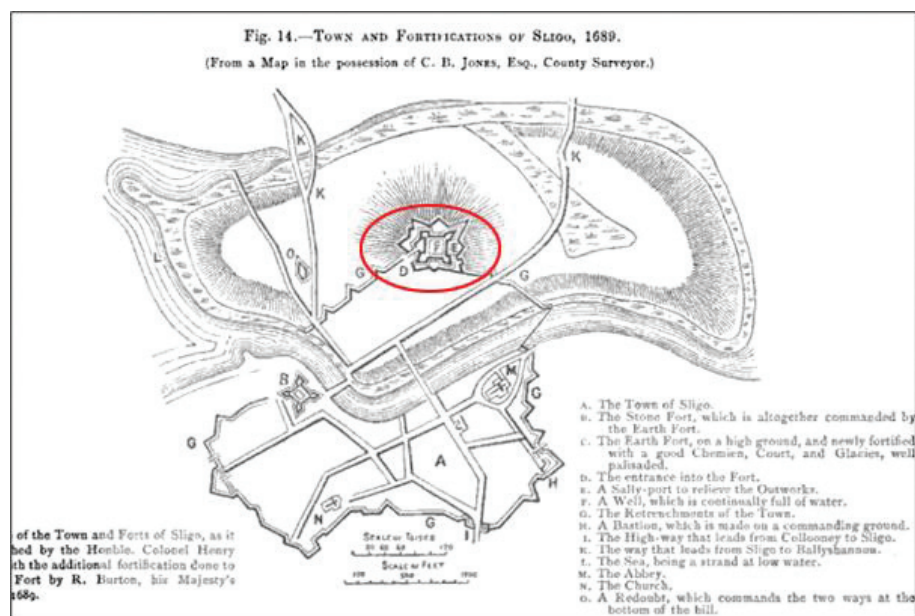 Fig. 14.—Town and Fortifications of Sligo, 1689.
(From a Map in the possession of C. B. Jones, Esq., County Surveyor.)
K
K
K
L
O
G
D
F
E
G
B
M
G
G
A
H
N
G
I
Scale of Toises
Scale of Feet
of the Town and Forts of Sligo, as it
hed by the Honble. Colonel Henry
th the additional fortification done to
Fort by R. Burton, his Majesty's
1689.
A. The Town of Sligo.
B. The Stone Fort, which is altogether commanded by
the Earth Fort.
C. The Earth Fort, on a high ground, and newly fortified
with a good Chemien, Court, and Glacies, well
palisaded.
D. The entrance into the Fort.
E. A Sally-port to relieve the Outworks.
F. A Well, which is continually full of water.
G. The Retrenchments of the Town.
H. A Bastion, which is made on a commanding ground.
I. The High-way that leads from Collooney to Sligo.
K. The way that leads from Sligo to Ballyshannon.
L. The Sea, being a strand at low water.
M. The Abbey.
N. The Church.
O. A Redoubt, which commands the two ways at the
bottom of the hill.